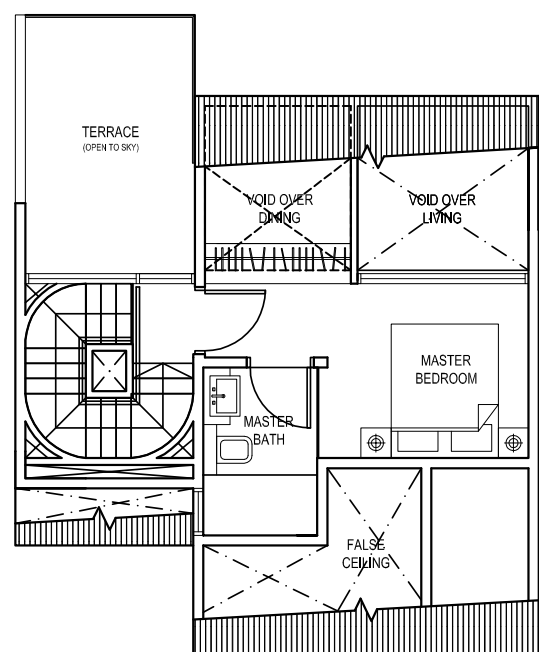 TERRACE
(OPEN TO SKY)
VOID OVER
DINING
VOID OVER
LIVING
MASTER
BEDROOM
MASTER
BATH
FALSE
CEILING